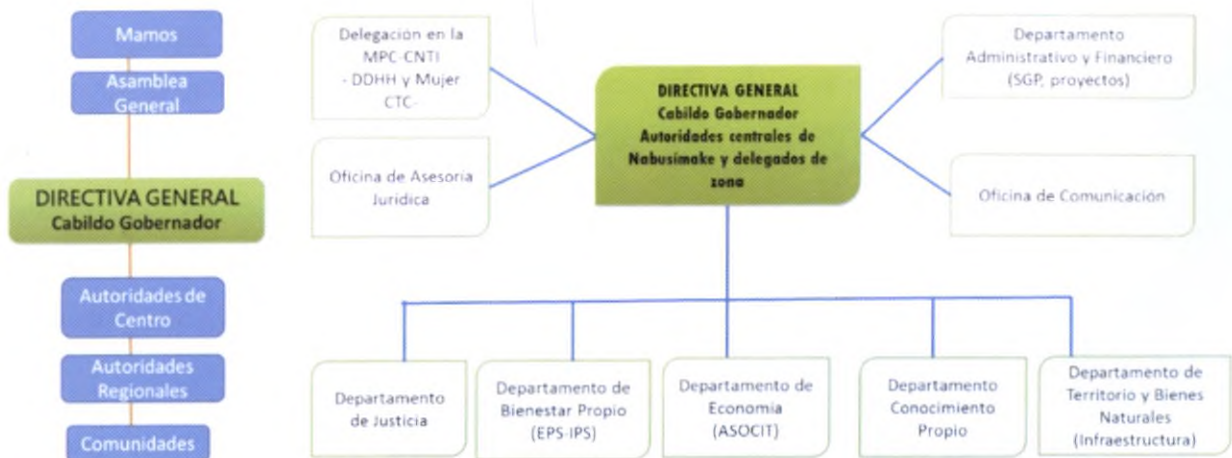 Mamos
Asamblea
General
DIRECTIVA GENERAL
Cabildo Gobernador
Autoridades de
Centro
Autoridades
Regionales
Comunidades
Delegación en la
MPC-CNTI
- DDHH y Mujer
CTC-
Oficina de Asesoria
Jurídica
DIRECTIVA GENERAL
Cabildo Gobernador
Autoridades centrales de
Nabusímake y delegados de
zona
Departamento
Administrativo y Financiero
(SGP, proyectos)
Oficina de Comunicación
Departamento
de Justicia
Departamento de
Bienestar Propio
(EPS-IPS)
Departamento de
Economía
(ASOCIT)
Departamento
Conocimiento
Propio
Departamento de
Territorio y Bienes
Naturales
(Infraestructura)